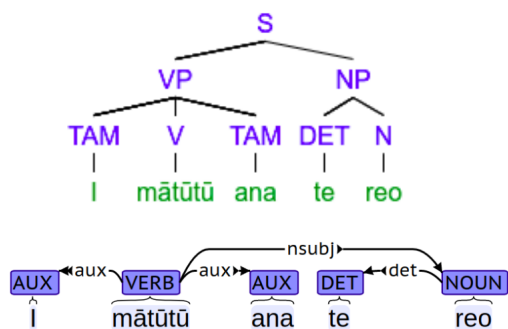 S
VP NP
TAM V TAM DET N
I mātūtū ana te reo
nsubj
aux aux det
AUX VERB AUX DET NOUN
I mātūtū ana te reo